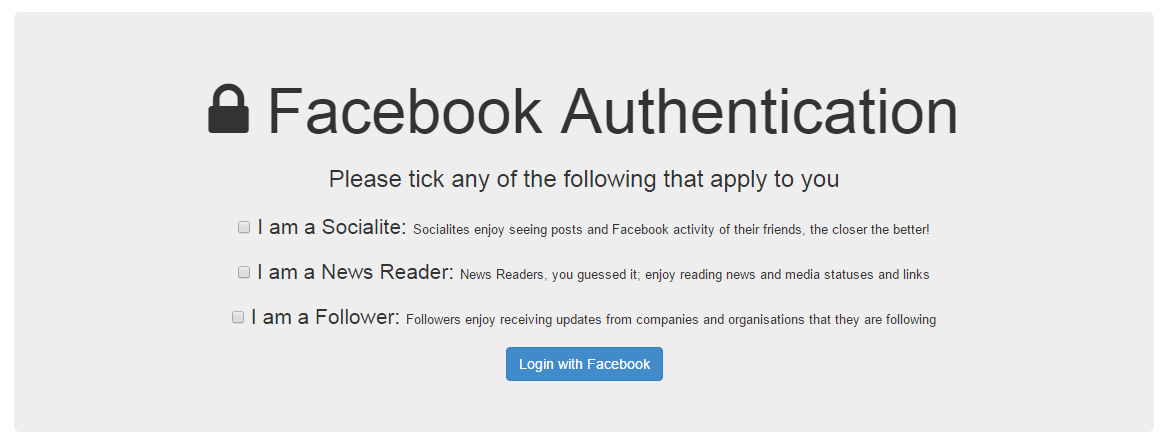 Facebook Authentication
Please tick any of the following that apply to you
I am a Socialite: Socialites enjoy seeing posts and Facebook activity of their friends, the closer the better!
I am a News Reader: News Readers, you guessed it; enjoy reading news and media statuses and links
I am a Follower: Followers enjoy receiving updates from companies and organisations that they are following
Login with Facebook